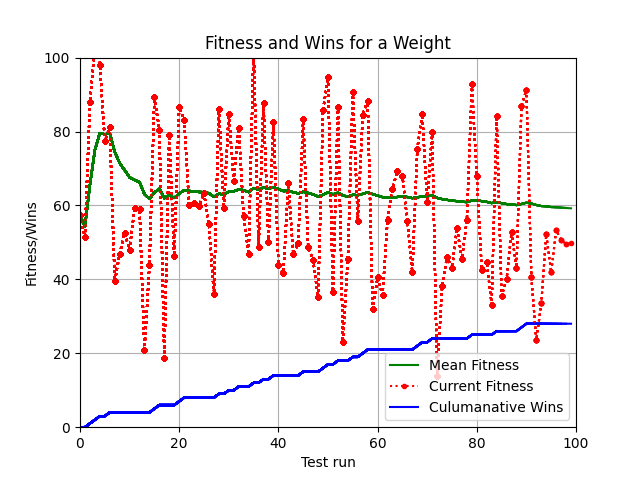 Fitness and Wins for a Weight
100
80
60
40
20
0
Fitness/Wins
0 20 40 60 80 100
Test run
Mean Fitness
Current Fitness
Culumanative Wins